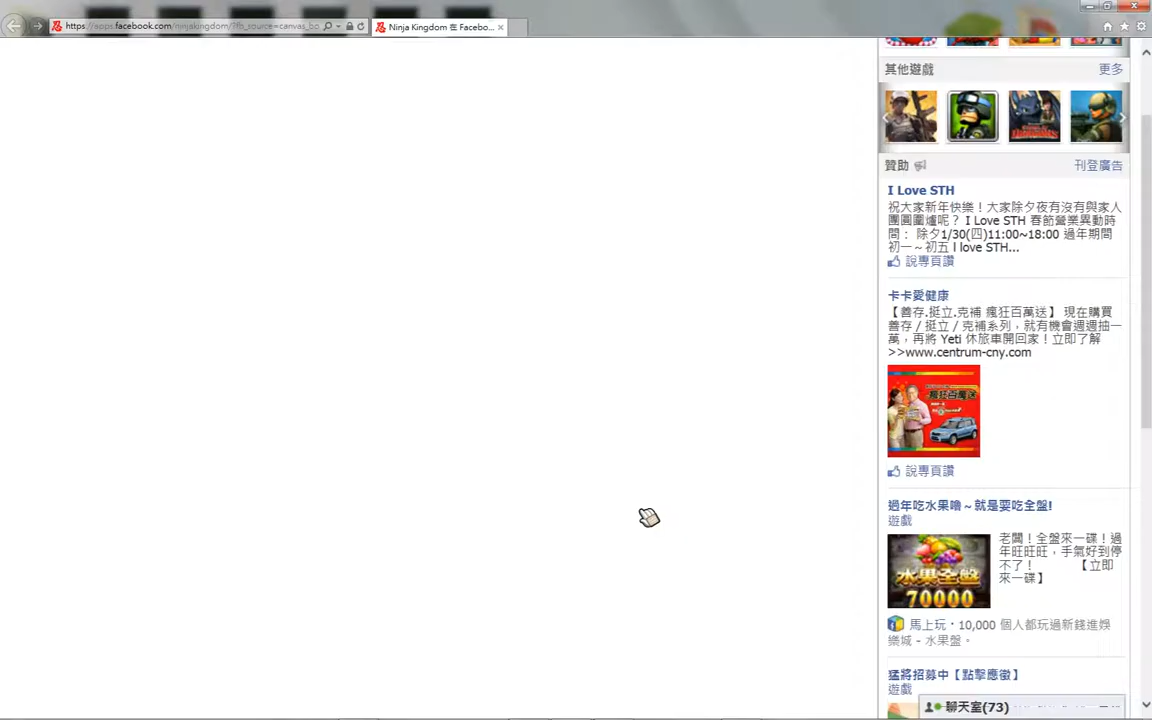 https://apps.facebook.com/ninjakingdom/?fb_source=canvas_bo
Ninja Kingdom 在 Facebo...
其他遊戲
更多
贊助
刊登廣告
I Love STH
祝大家新年快樂！大家除夕夜有沒有與家人
團圓圍爐呢？ I Love STH 春節營業異動時
間： 除夕1/30(四)11:00~18:00 過年期間
初一～初五 I love STH...
說專頁讚
卡卡愛健康
【善存.挺立.克補 瘋狂百萬送】 現在購買
善存 / 挺立 / 克補系列，就有機會週週抽一
萬，再將 Yeti 休旅車開回家！立即了解
>>www.centrum-cny.com
瘋狂百萬送
說專頁讚
過年吃水果嚕～就是要吃全盤!
遊戲
老闆！全盤來一碟！過
年旺旺旺，手氣好到停
不了！ 【立即
來一碟】
水果全盤
70000
馬上玩・10,000 個人都玩過新錢進娛
樂城 - 水果盤。
猛將招募中【點擊應徵】
遊戲
聊天室(73)